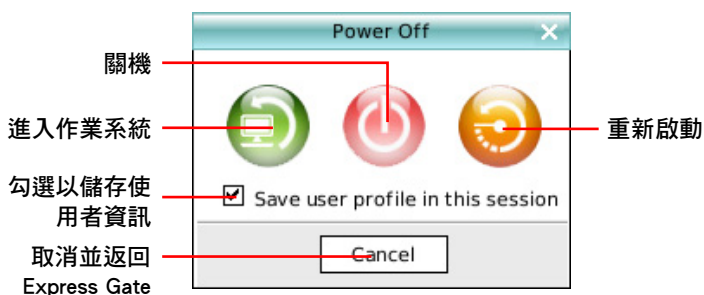 Power Off
關機
進入作業系統
重新啟動
勾選以儲存使
用者資訊
Save user profile in this session
取消並返回
Express Gate
Cancel